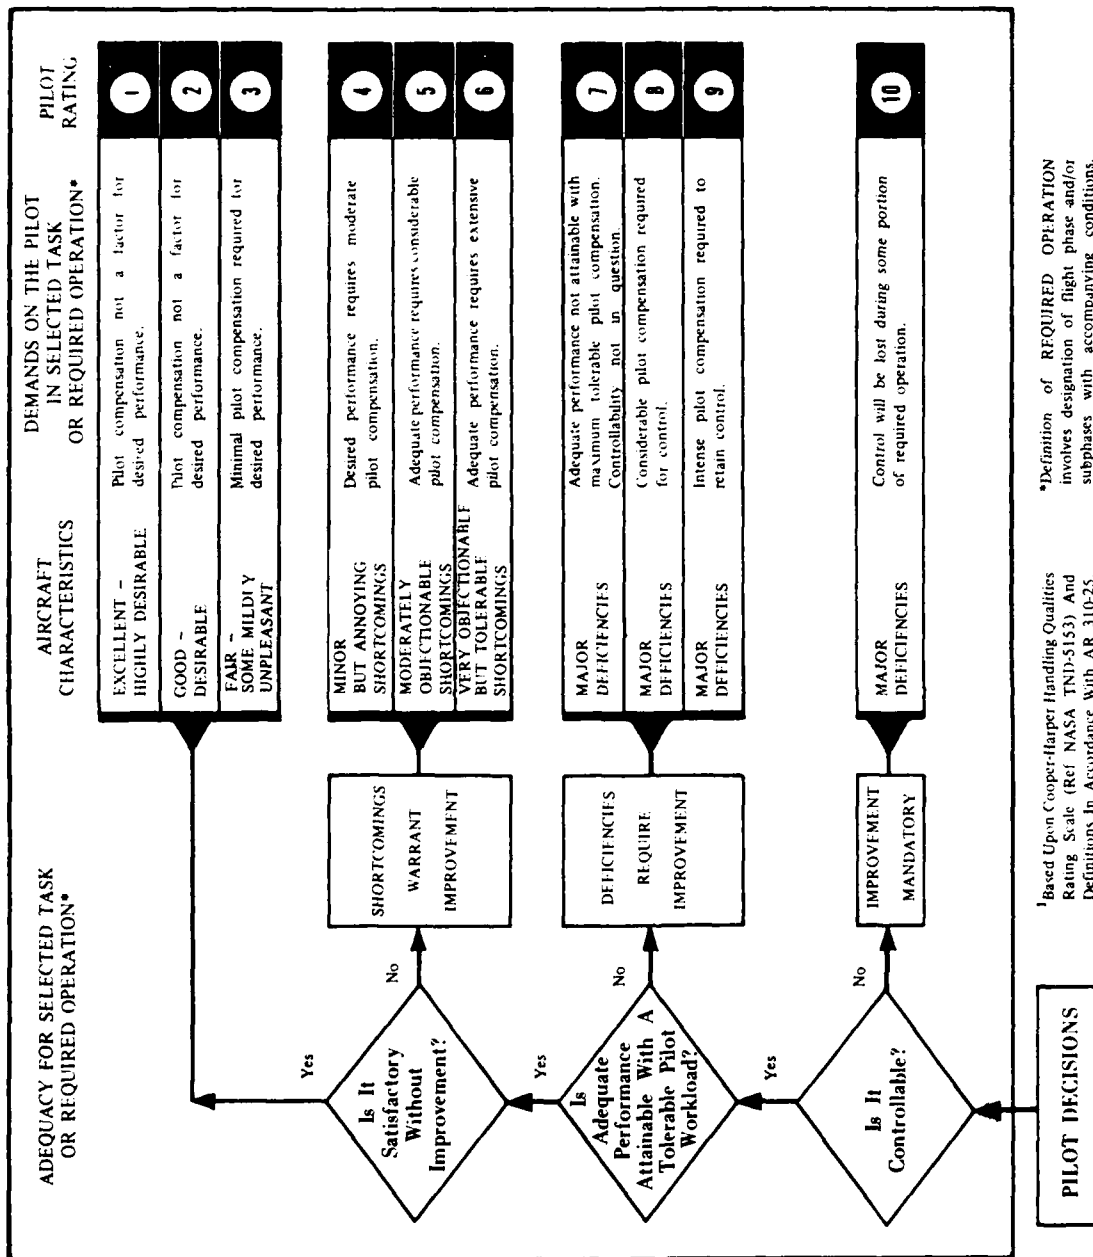 ADEQUACY FOR SELECTED TASK
OR REQUIRED OPERATION*
AIRCRAFT
CHARACTERISTICS
DEMANDS ON THE PILOT
IN SELECTED TASK
OR REQUIRED OPERATION*
PILOT
RATING
EXCELLENT –
HIGHLY DESIRABLE
Pilot compensation not a factor for
desired performance.
1
GOOD –
DESIRABLE
Pilot compensation not a factor for
desired performance.
2
FAIR –
SOME MILDLY
UNPLEASANT
Minimal pilot compensation required for
desired performance.
3
Yes
Is It
Satisfactory
Without
Improvement?
No
SHORTCOMINGS
WARRANT
IMPROVEMENT
MINOR
BUT ANNOYING
SHORTCOMINGS
Desired performance requires moderate
pilot compensation.
4
MODERATELY
OBJECTIONABLE
SHORTCOMINGS
Adequate performance requires considerable
pilot compensation.
5
VERY OBJECTIONABLE
BUT TOLERABLE
SHORTCOMINGS
Adequate performance requires extensive
pilot compensation.
6
Yes
Is
Adequate
Performance
Attainable With A
Tolerable Pilot
Workload?
No
DEFICIENCIES
REQUIRE
IMPROVEMENT
MAJOR
DEFICIENCIES
Adequate performance not attainable with
maximum tolerable pilot compensation.
Controllability not in question.
7
MAJOR
DEFICIENCIES
Considerable pilot compensation required
for control.
8
MAJOR
DEFICIENCIES
Intense pilot compensation required to
retain control.
9
Yes
Is It
Controllable?
No
IMPROVEMENT
MANDATORY
MAJOR
DEFICIENCIES
Control will be lost during some portion
of required operation.
10
PILOT DECISIONS
1Based Upon Cooper-Harper Handling Qualities
Rating Scale (Ref NASA TND-5153) And
Definitions In Accordance With AR 310-25
*Definition of REQUIRED OPERATION
involves designation of flight phase and/or
subphases with accompanying conditions.